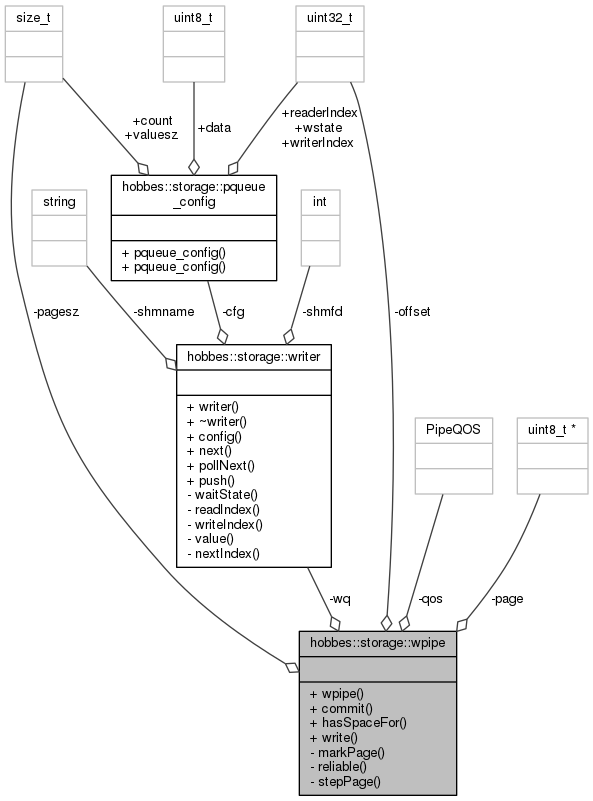 size_t
uint8_t
uint32_t
+count
+valuesz
+data
+readerIndex
+wstate
+writerIndex
hobbes::storage::pqueue
_config
+ pqueue_config()
+ pqueue_config()
string
int
-pagesz
-shmname
-cfg
-shmfd
-offset
hobbes::storage::writer
+ writer()
+ ~writer()
+ config()
+ next()
+ pollNext()
+ push()
- waitState()
- readIndex()
- writeIndex()
- value()
- nextIndex()
PipeQOS
uint8_t *
-wq
-qos
-page
hobbes::storage::wpipe
+ wpipe()
+ commit()
+ hasSpaceFor()
+ write()
- markPage()
- reliable()
- stepPage()